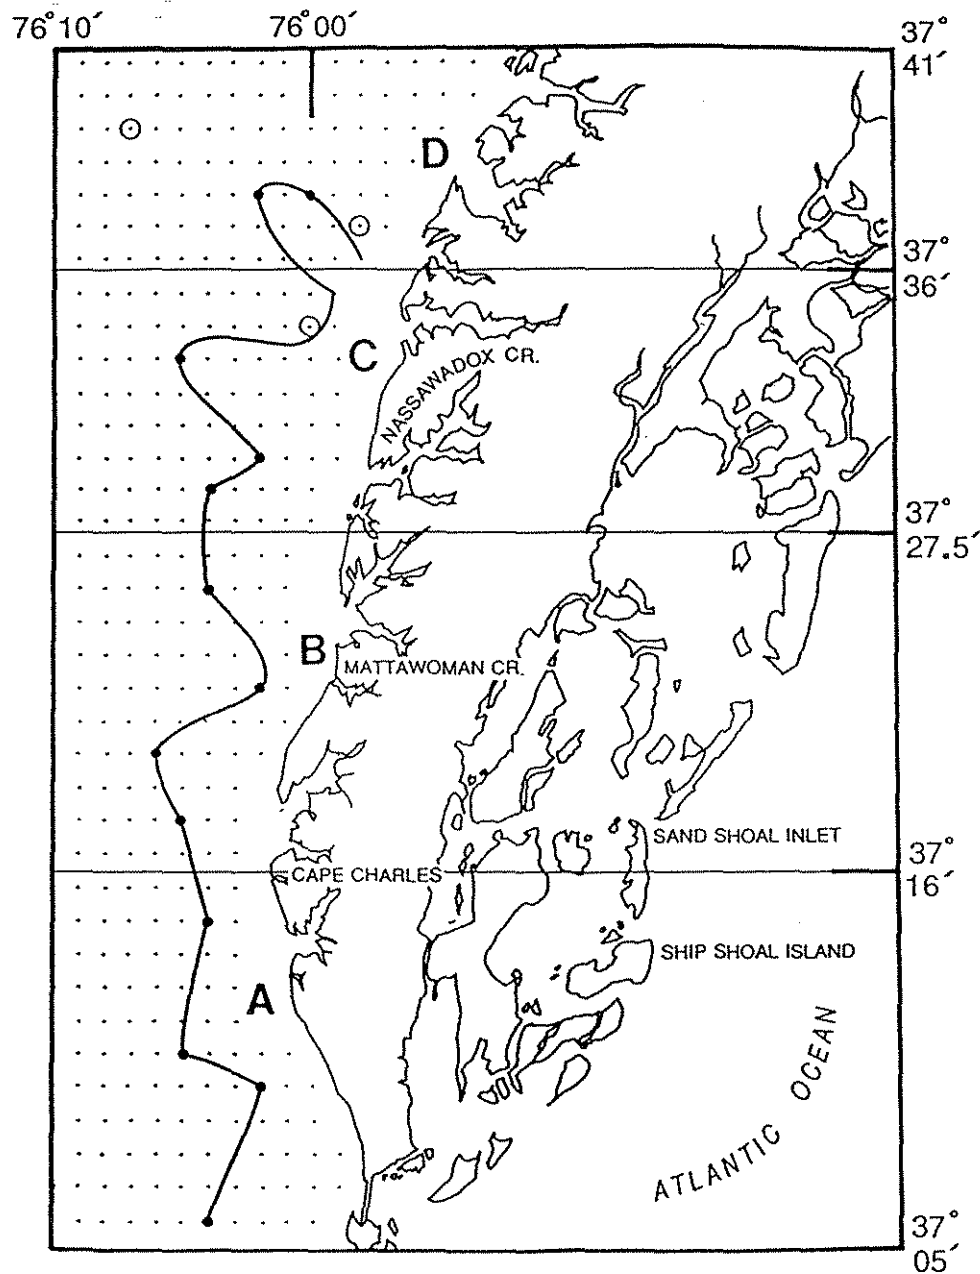 76°10′ 76°00′
37°
41′
D
37°
36′
C
NASSAWADOX CR.
37°
27.5′
B
MATTAWOMAN CR.
SAND SHOAL INLET
37°
16′
CAPE CHARLES
SHIP SHOAL ISLAND
A
ATLANTIC OCEAN
37°
05′